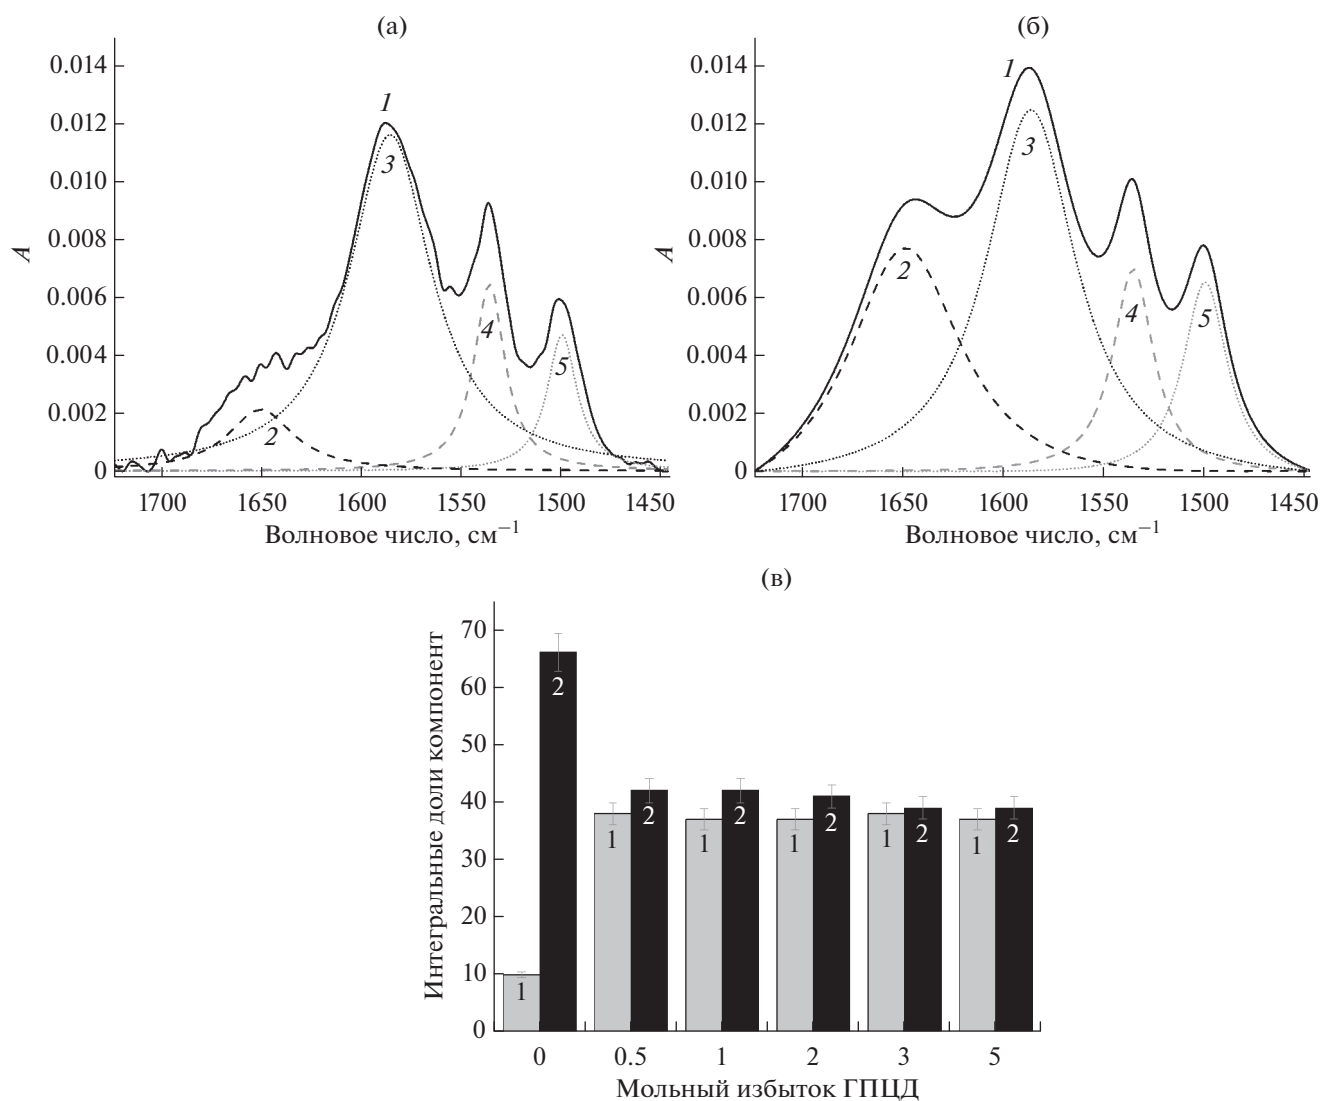 (а)
A
0.014
0.012
0.010
0.008
0.006
0.004
0.002
0
1
3
2
4
5
1700 1650 1600 1550 1500 1450
Волновое число, см⁻¹
(б)
A
0.014
0.012
0.010
0.008
0.006
0.004
0.002
0
1
3
2
4
5
1700 1650 1600 1550 1500 1450
Волновое число, см⁻¹
(в)
Интегральные доли компонент
70
60
50
40
30
20
10
0
1 2 1 2 1 2 1 2 1 2 1 2
0 0.5 1 2 3 5
Мольный избыток ГПЦД